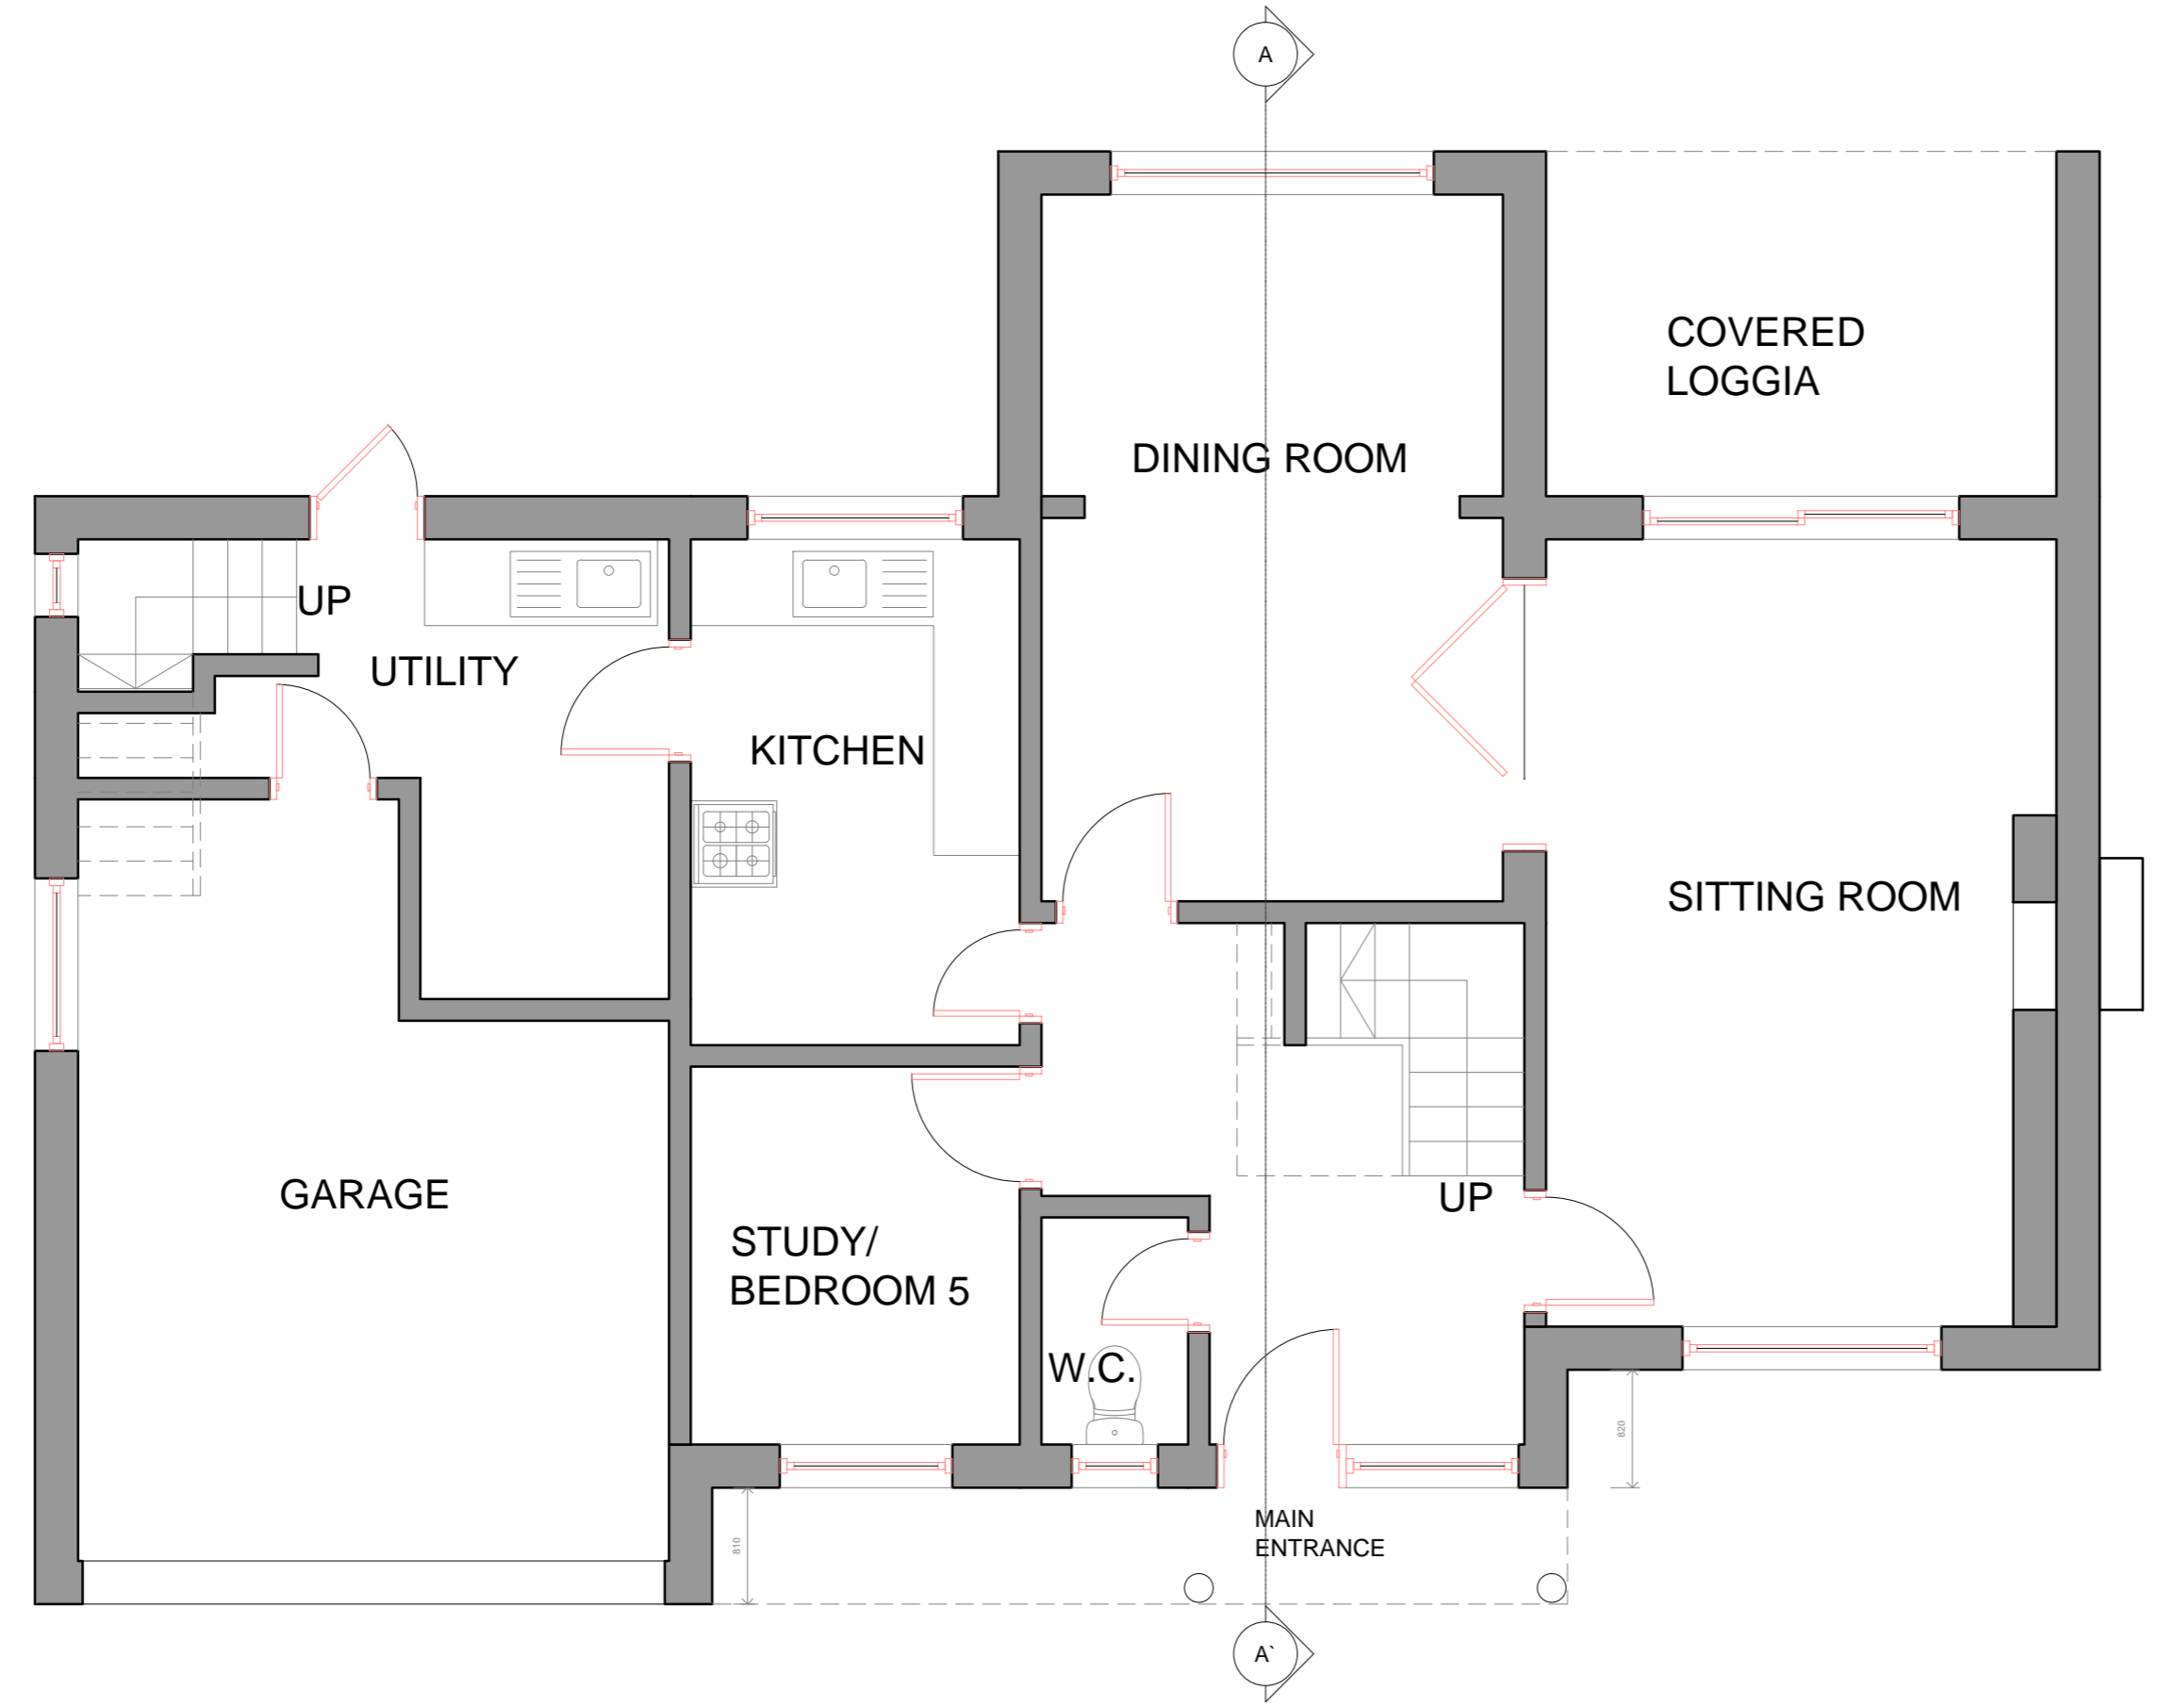 A
COVERED
LOGGIA
DINING ROOM
UP
UTILITY
KITCHEN
SITTING ROOM
GARAGE
UP
STUDY/
BEDROOM 5
W.C.
820
MAIN
ENTRANCE
810
A`